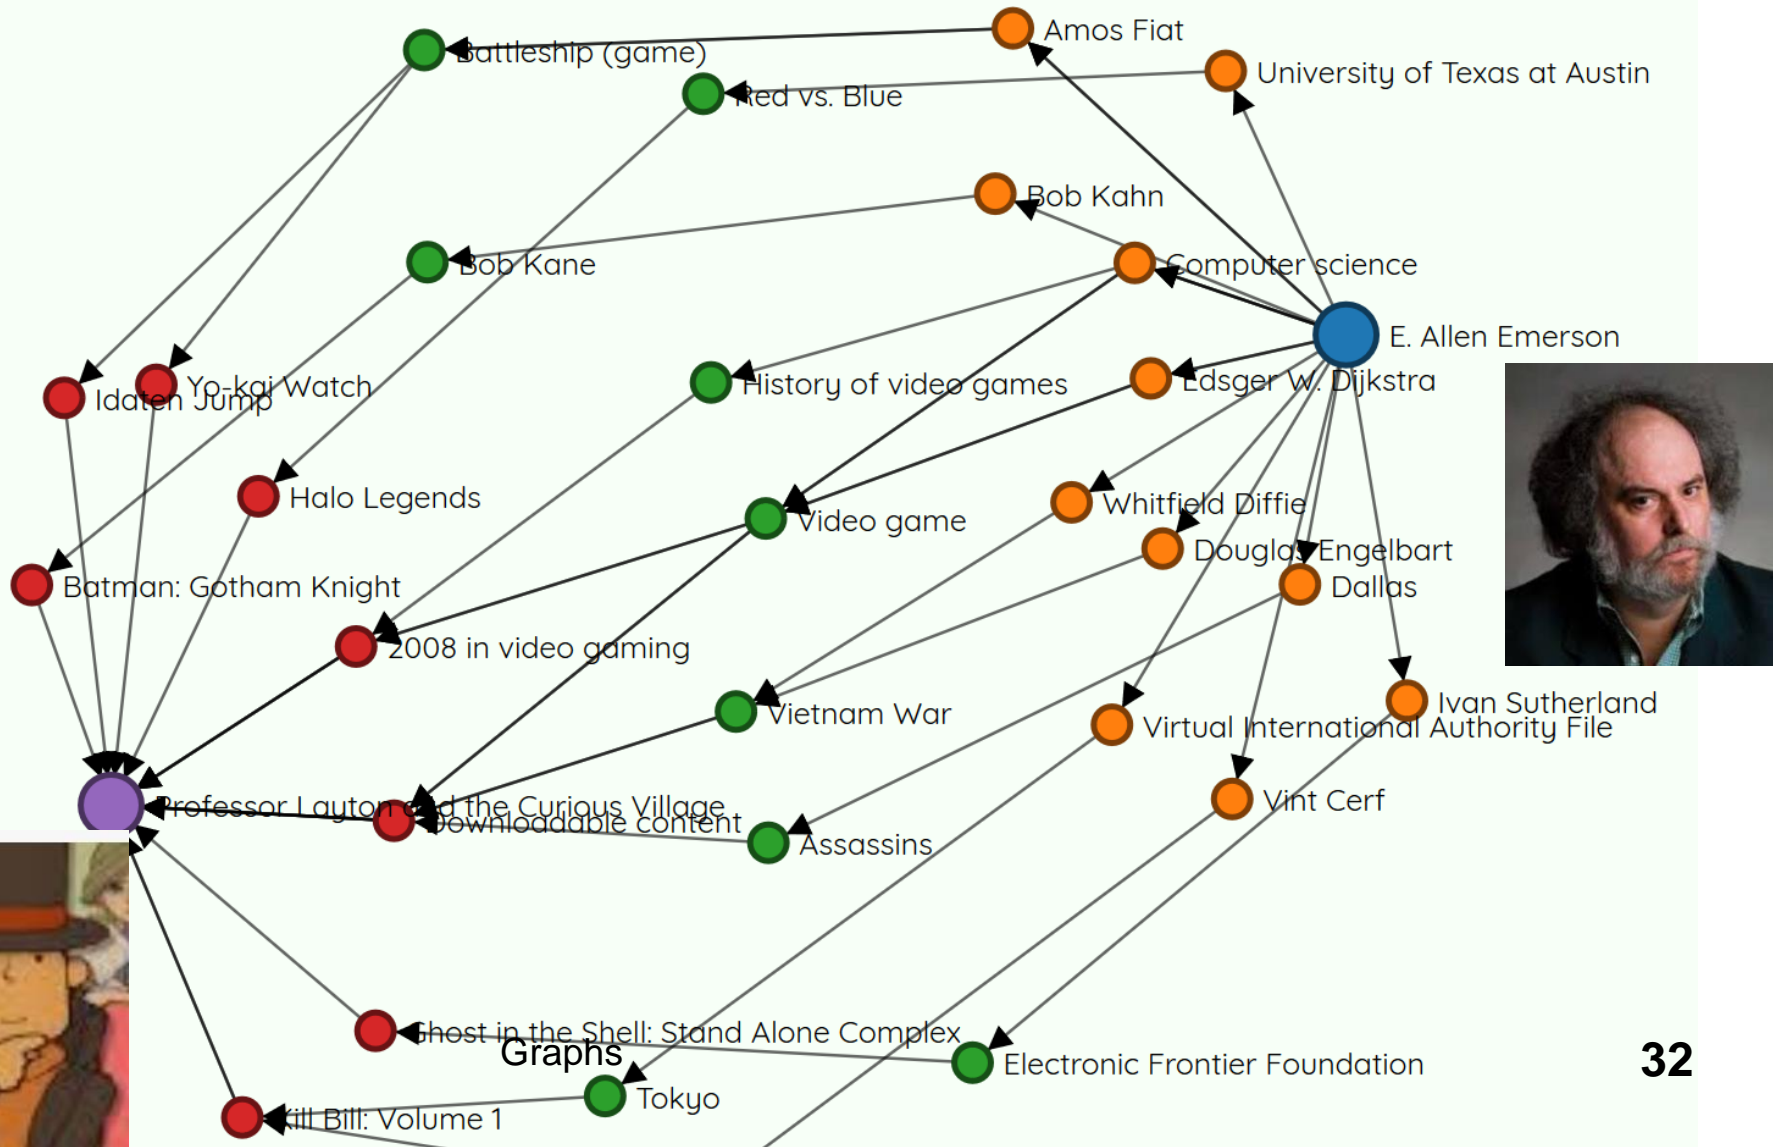 Amos Fiat
Battleship (game)
University of Texas at Austin
Red vs. Blue
Bob Kahn
Bob Kane
Computer science
E. Allen Emerson
History of video games
Edsger W. Dijkstra
Yo-kai Watch
Idaten Jump
Halo Legends
Whitfield Diffie
Video game
Douglas Engelbart
Batman: Gotham Knight
Dallas
2008 in video gaming
Ivan Sutherland
Vietnam War
Virtual International Authority File
Vint Cerf
Professor Layton and the Curious Village
Downloadable content
Assassins
Ghost in the Shell: Stand Alone Complex
Graphs
32
Electronic Frontier Foundation
Tokyo
Kill Bill: Volume 1